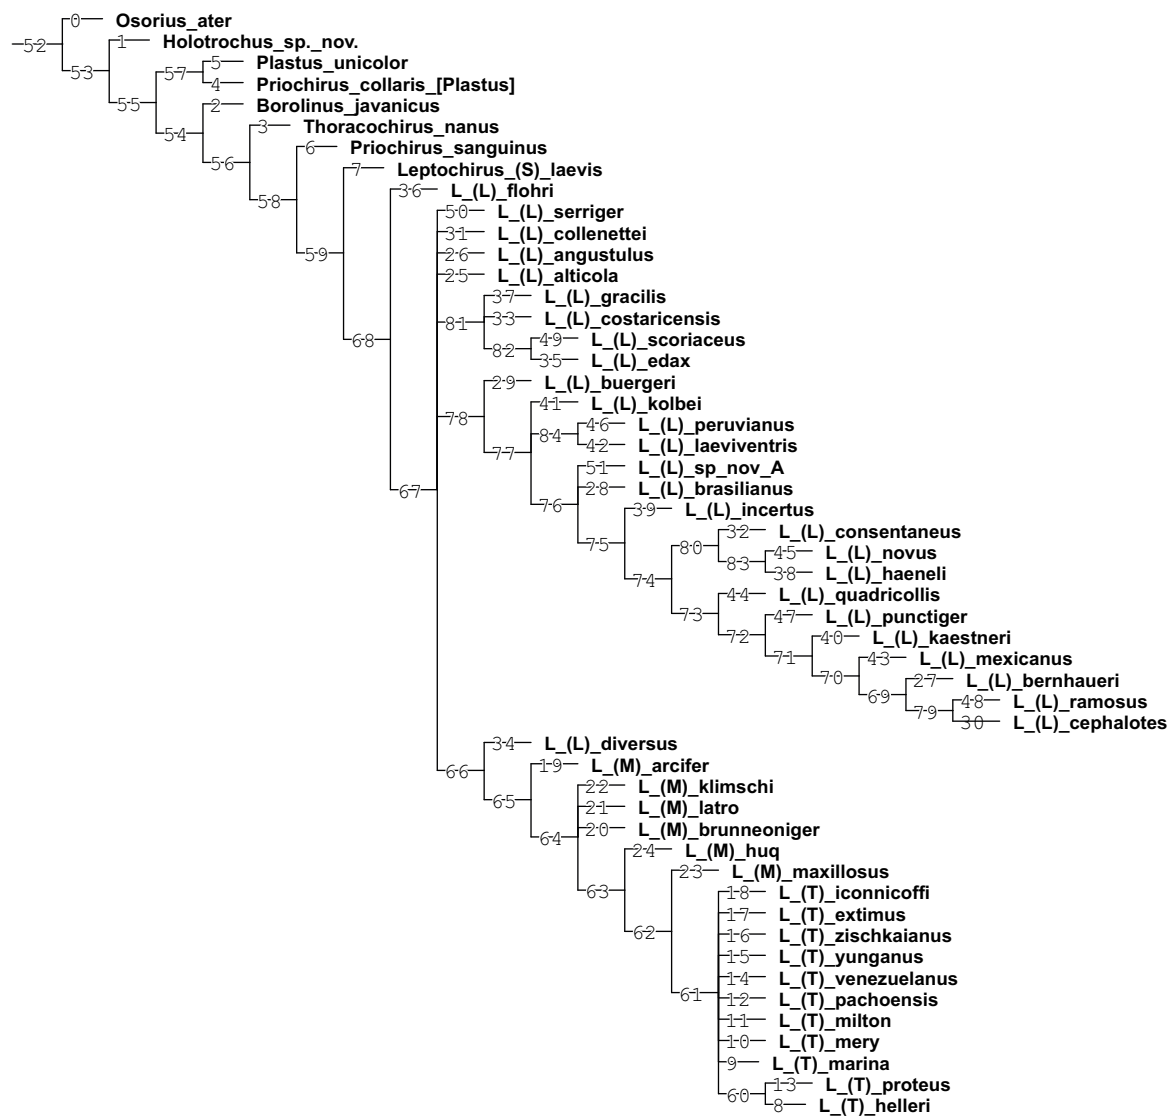 0 Osorius_ater
52
1 Holotrochus_sp._nov.
53
5 Plastus_unicolor
57
4 Priochirus_collaris_[Plastus]
55
2 Borolinus_javanicus
54
3 Thoracochirus_nanus
6 Priochirus_sanguinus
56
7 Leptochirus_(S)_laevis
36 L_(L)_flohri
58
50 L_(L)_serriger
31 L_(L)_collenettei
59
26 L_(L)_angustulus
25 L_(L)_alticola
37 L_(L)_gracilis
33 L_(L)_costaricensis
81
49 L_(L)_scoriaceus
68
82
35 L_(L)_edax
29 L_(L)_buergeri
41 L_(L)_kolbei
78
46 L_(L)_peruvianus
84
42 L_(L)_laeviventris
77
51 L_(L)_sp_nov_A
28 L_(L)_brasilianus
67
76
39 L_(L)_incertus
32 L_(L)_consentaneus
75
80
45 L_(L)_novus
83
38 L_(L)_haeneli
74
44 L_(L)_quadricollis
73
47 L_(L)_punctiger
72
40 L_(L)_kaestneri
71
43 L_(L)_mexicanus
70
27 L_(L)_bernhaueri
69
48 L_(L)_ramosus
79
30 L_(L)_cephalotes
34 L_(L)_diversus
66
19 L_(M)_arcifer
22 L_(M)_klimschi
65
21 L_(M)_latro
20 L_(M)_brunneoniger
64
24 L_(M)_huq
23 L_(M)_maxillosus
63
18 L_(T)_iconnicoffi
17 L_(T)_extimus
62
16 L_(T)_zischkaianus
15 L_(T)_yunganus
14 L_(T)_venezuelanus
61
12 L_(T)_pachoensis
11 L_(T)_milton
10 L_(T)_mery
9 L_(T)_marina
13 L_(T)_proteus
60
8 L_(T)_helleri